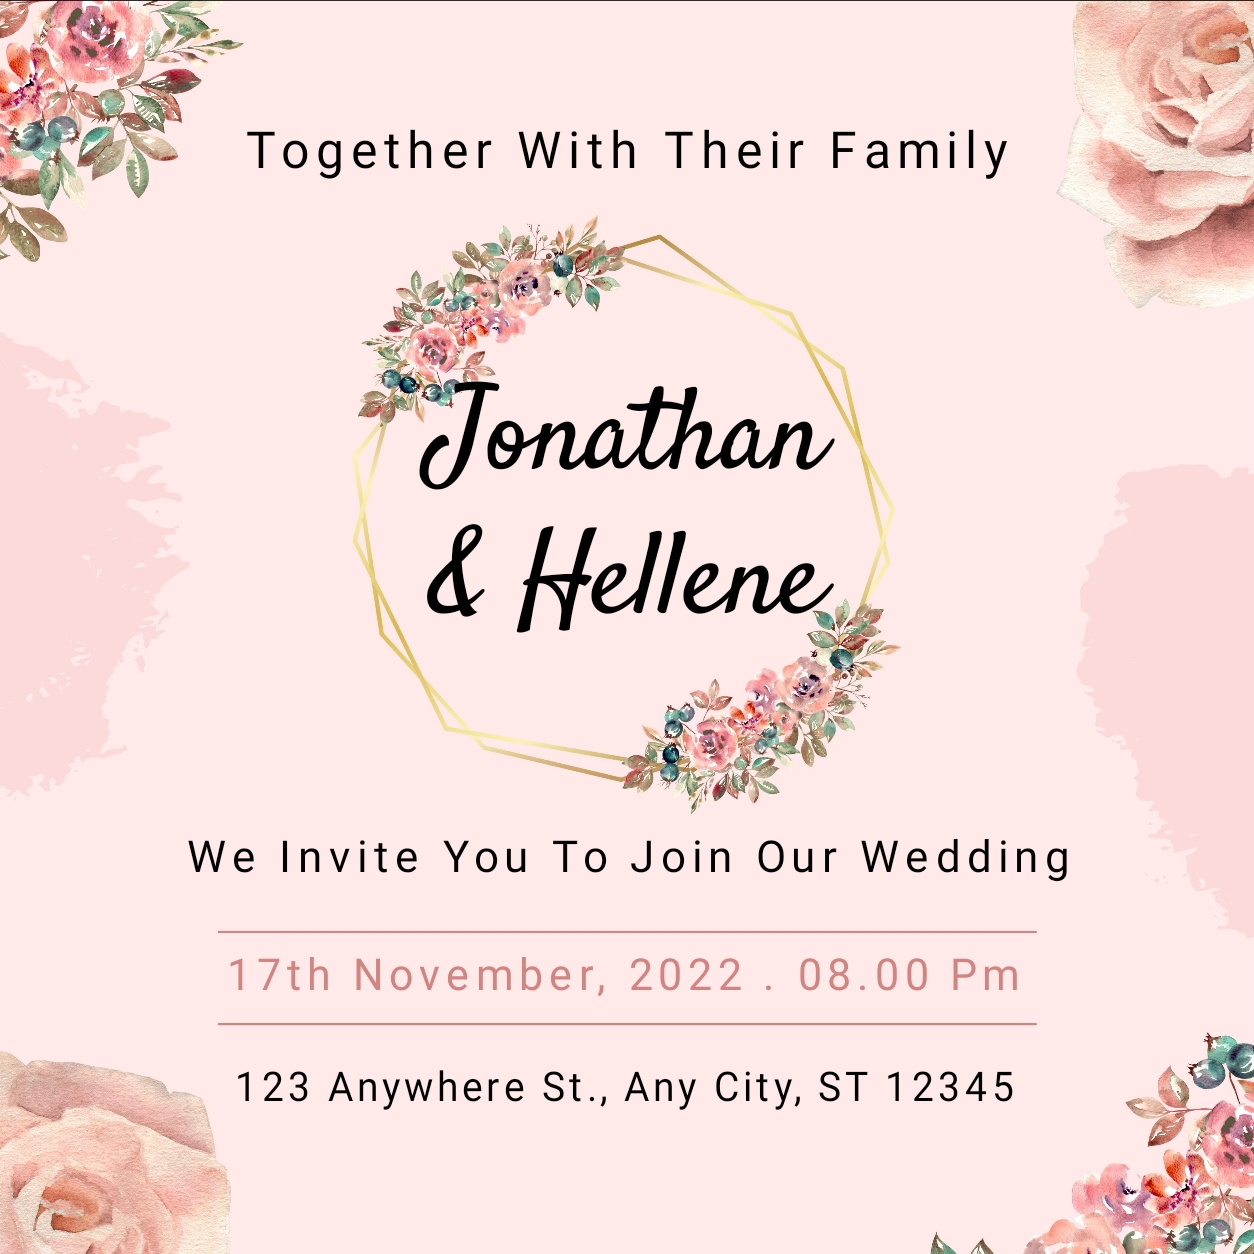 Together With Their Family
Jonathan
& Hellene
We Invite You To Join Our Wedding
17th November, 2022 . 08.00 Pm
123 Anywhere St., Any City, ST 12345